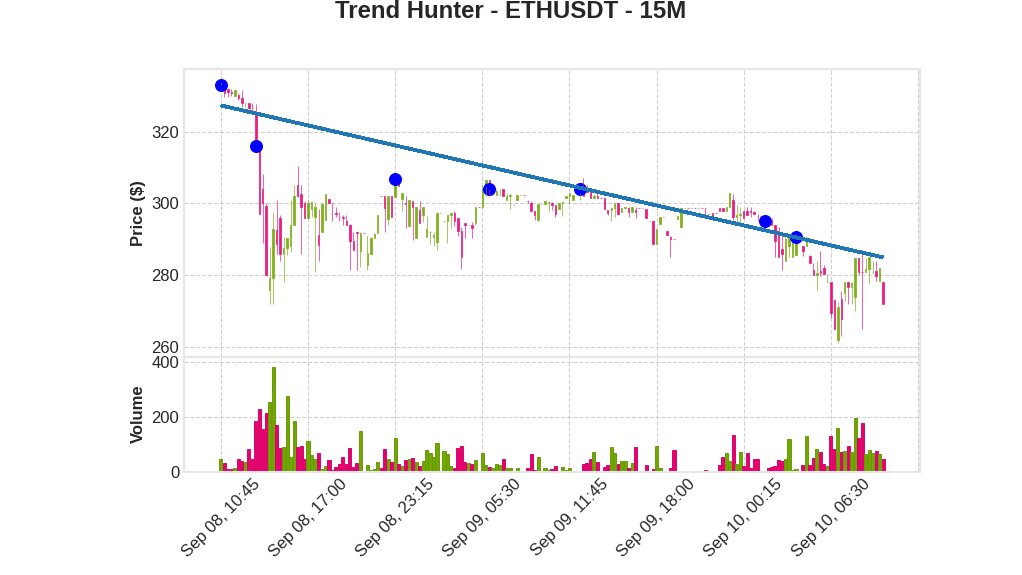 Trend Hunter - ETHUSDT - 15M
Price ($)
320
300
280
260
Volume
400
200
0
Sep 08, 10:45
Sep 08, 17:00
Sep 08, 23:15
Sep 09, 05:30
Sep 09, 11:45
Sep 09, 18:00
Sep 10, 00:15
Sep 10, 06:30